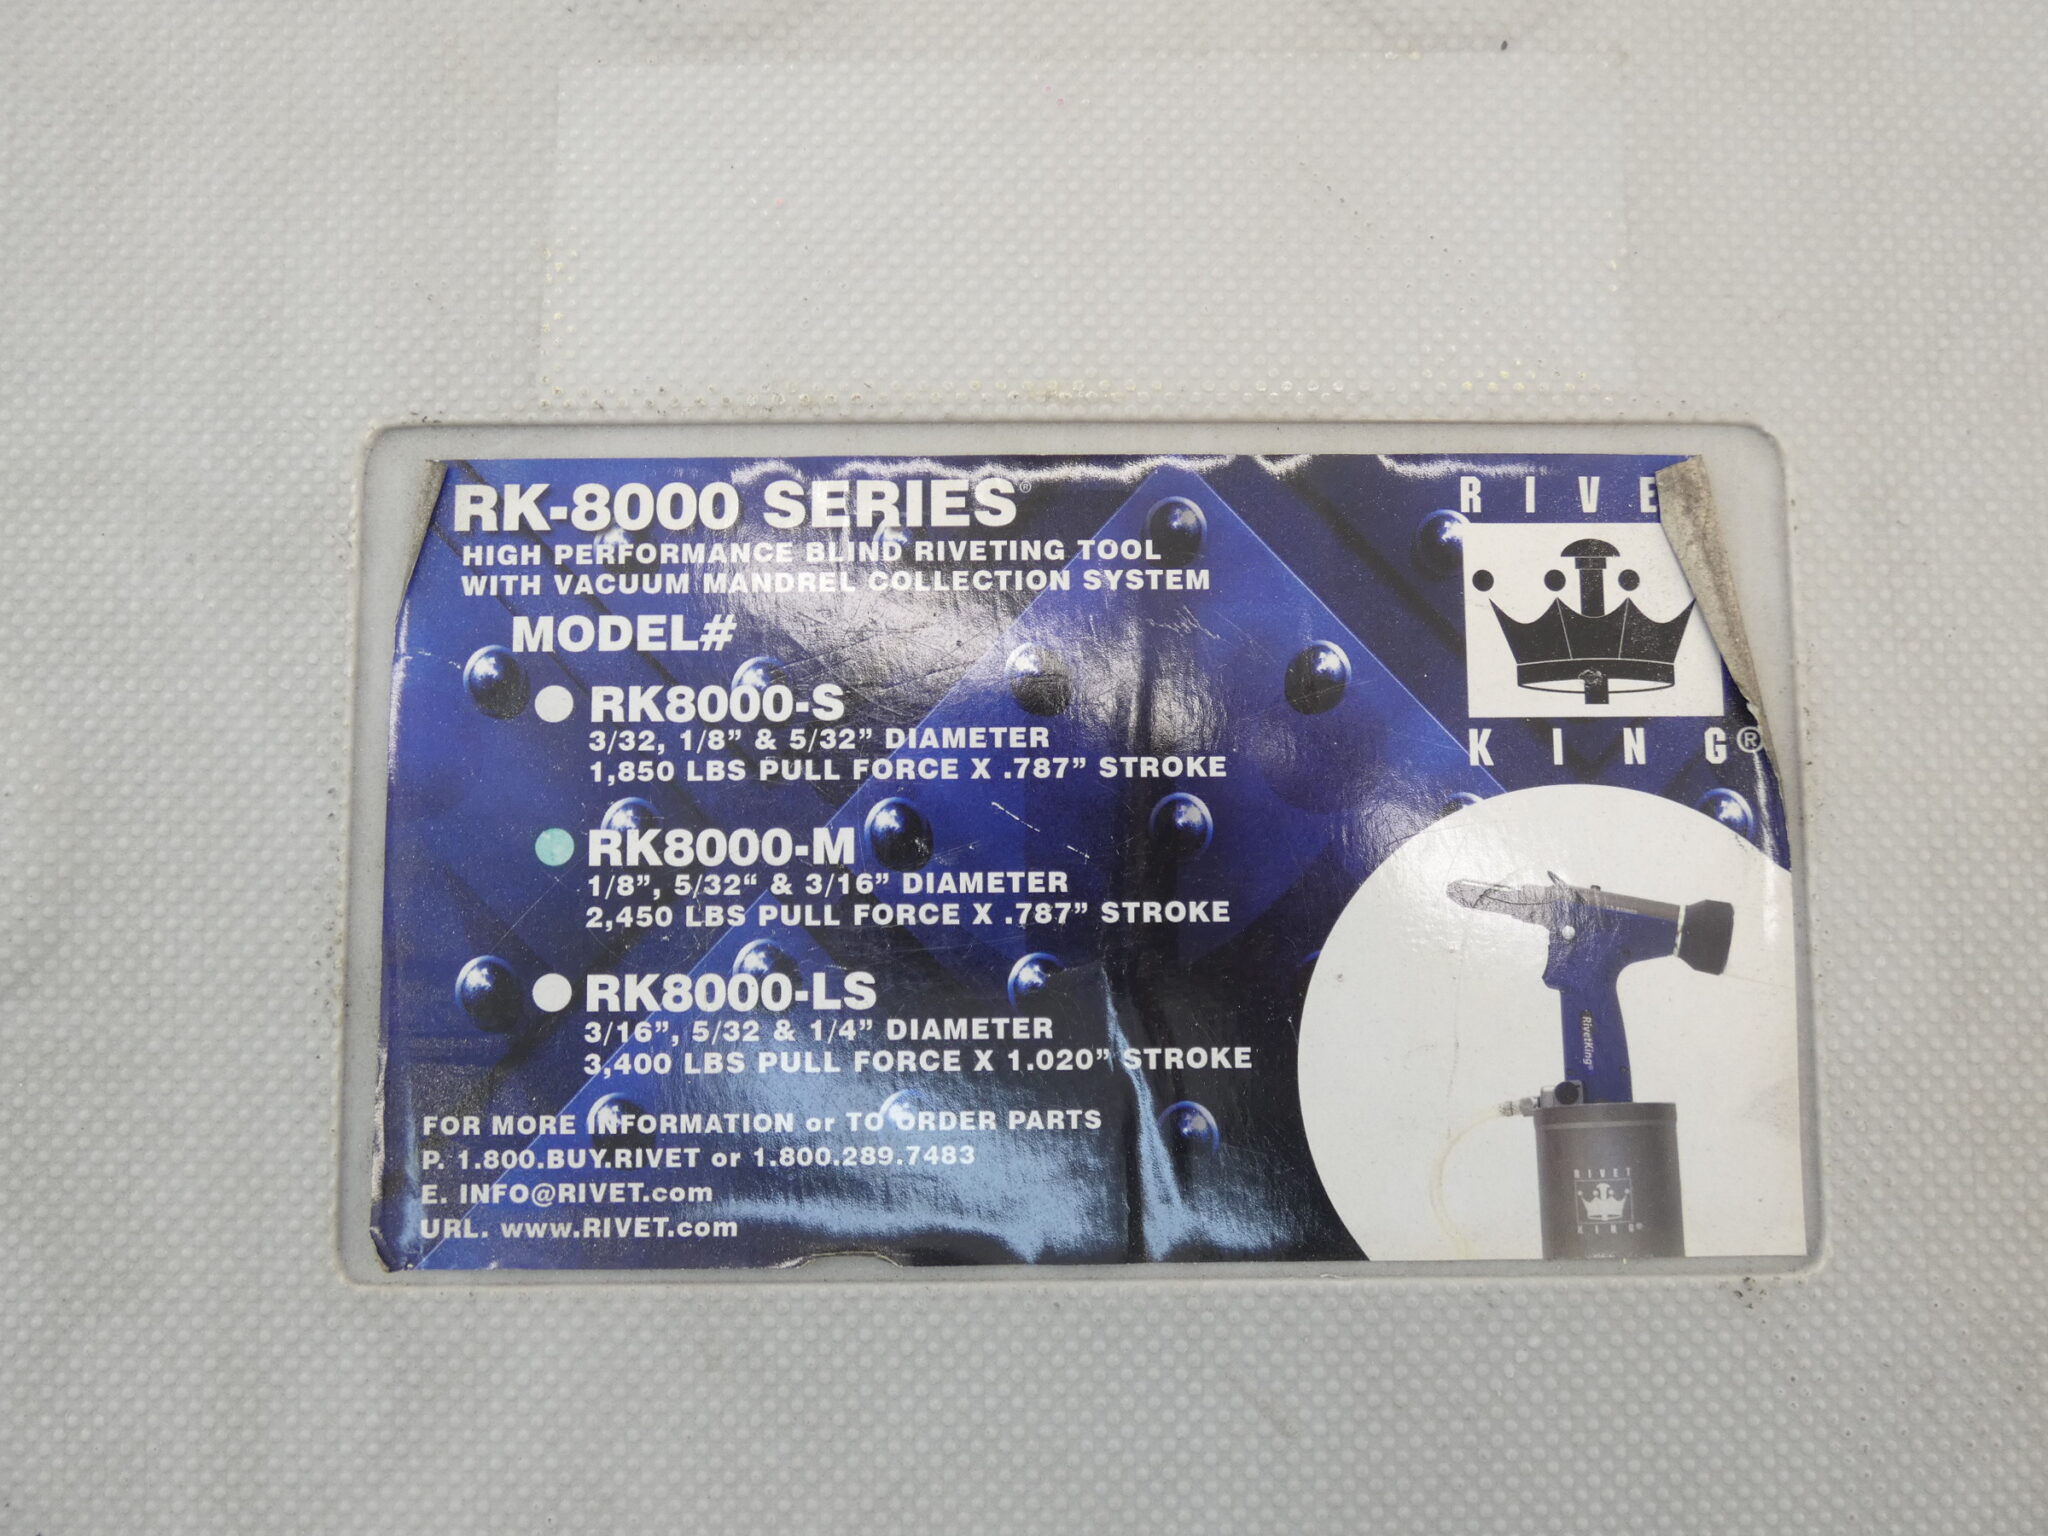 RK-8000 SERIES®
HIGH PERFORMANCE BLIND RIVETING TOOL
WITH VACUUM MANDREL COLLECTION SYSTEM
MODEL#
RK8000-S
3/32, 1/8” & 5/32” DIAMETER
1,850 LBS PULL FORCE X .787” STROKE
RK8000-M
1/8”, 5/32“ & 3/16” DIAMETER
2,450 LBS PULL FORCE X .787” STROKE
RK8000-LS
3/16”, 5/32 & 1/4” DIAMETER
3,400 LBS PULL FORCE X 1.020” STROKE
FOR MORE INFORMATION or TO ORDER PARTS
P. 1.800.BUY.RIVET or 1.800.289.7483
E. INFO@RIVET.com
URL. www.RIVET.com
RIVE
KING®
RivetKing
RIVET
KING®